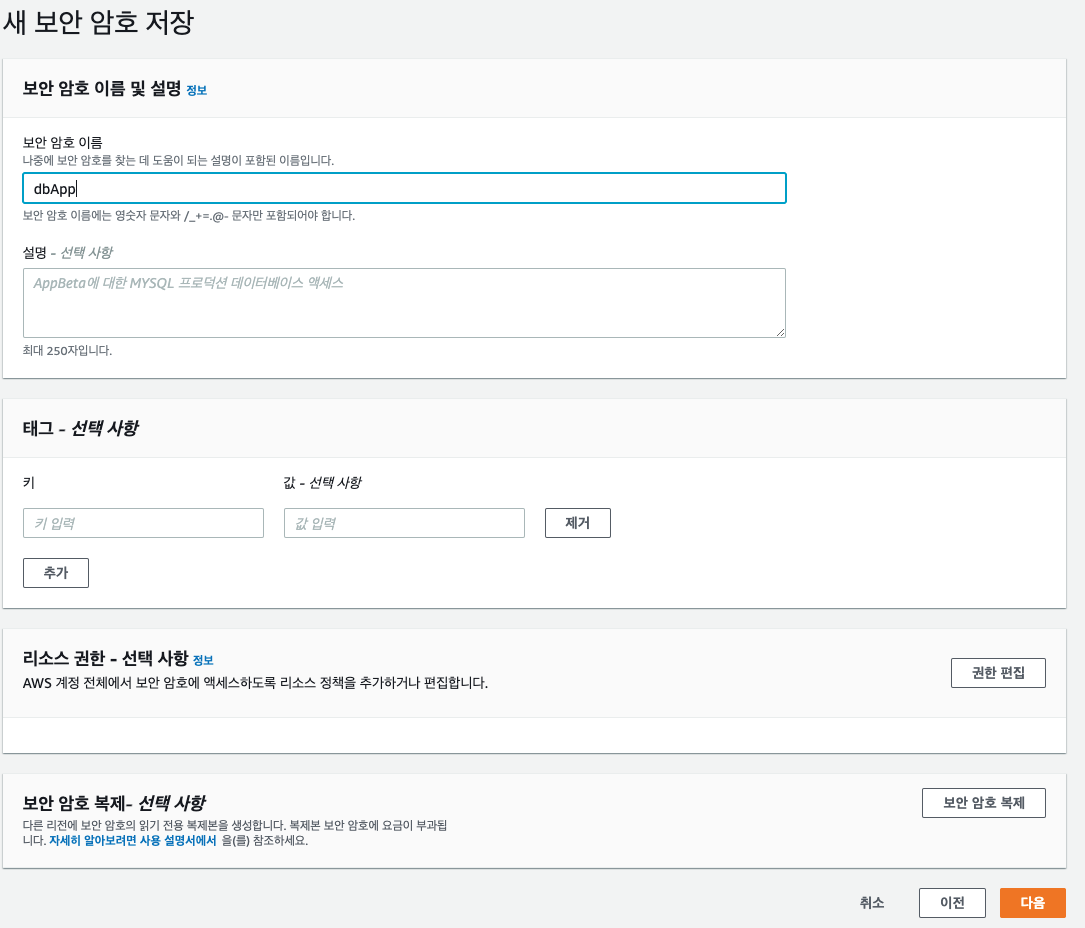 새 보안 암호 저장
보안 암호 이름 및 설명 정보
보안 암호 이름
나중에 보안 암호를 찾는 데 도움이 되는 설명이 포함된 이름입니다.
dbApp
보안 암호 이름에는 영숫자 문자와 /_+=.@- 문자만 포함되어야 합니다.
설명 - 선택 사항
AppBeta에 대한 MYSQL 프로덕션 데이터베이스 액세스
최대 250자입니다.
태그 - 선택 사항
키
값 - 선택 사항
키 입력
값 입력
제거
추가
리소스 권한 - 선택 사항 정보
AWS 계정 전체에서 보안 암호에 액세스하도록 리소스 정책을 추가하거나 편집합니다.
권한 편집
보안 암호 복제- 선택 사항
다른 리전에 보안 암호의 읽기 전용 복제본을 생성합니다. 복제본 보안 암호에 요금이 부과됩
니다. 자세히 알아보려면 사용 설명서에서 을(를) 참조하세요.
보안 암호 복제
취소
이전
다음